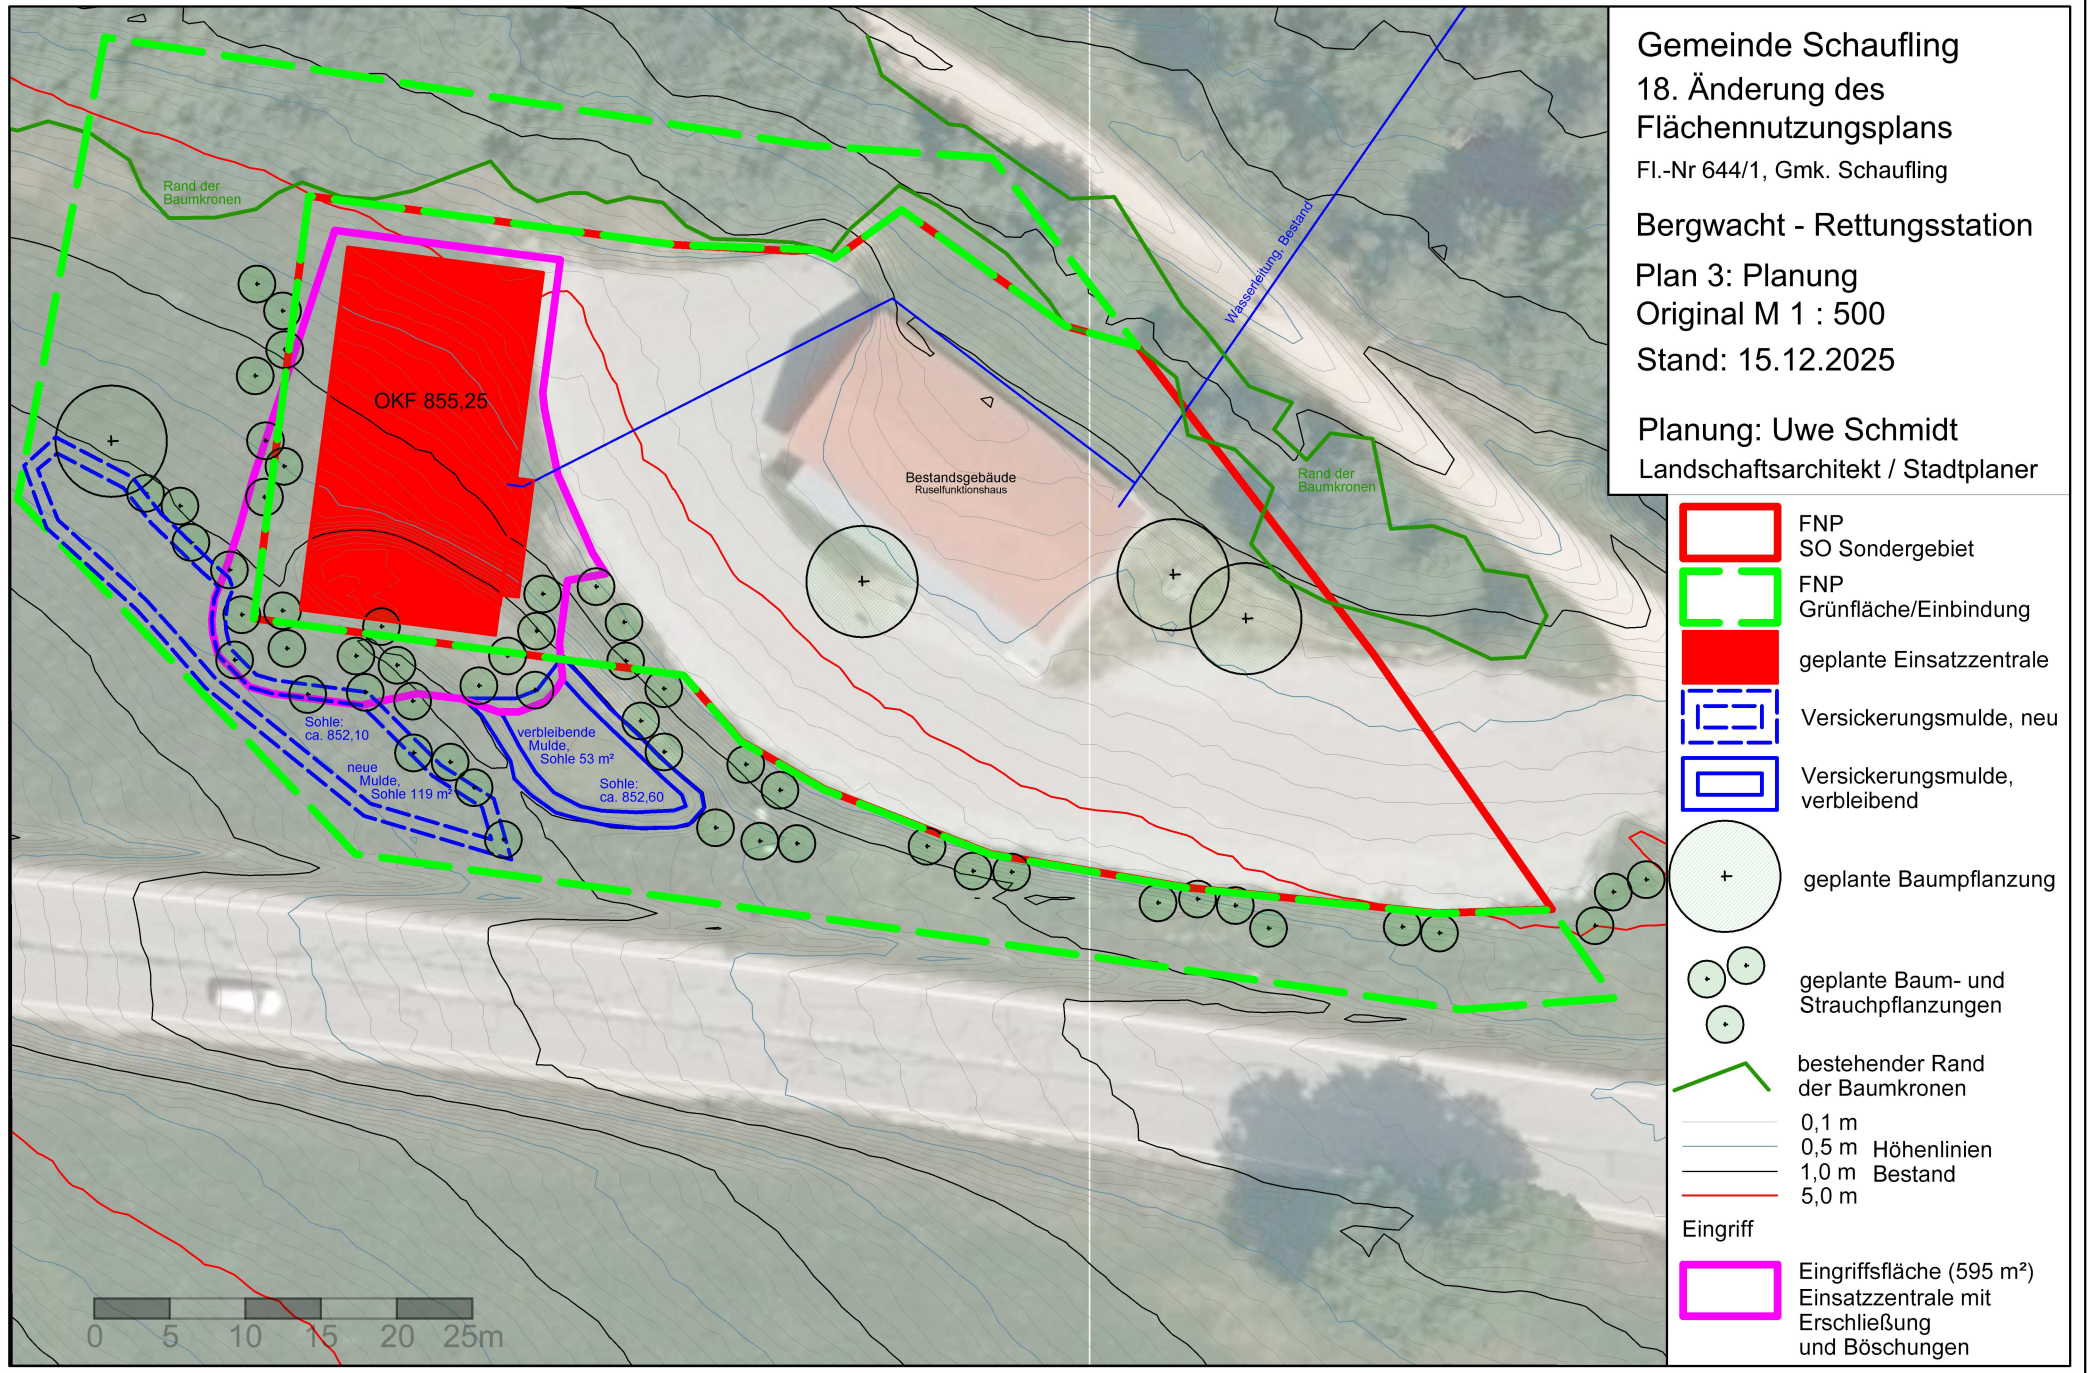 Gemeinde Schaufling
18. Änderung des
Flächennutzungsplans
Fl.-Nr 644/1, Gmk. Schaufling
Bergwacht - Rettungsstation
Plan 3: Planung
Original M 1 : 500
Stand: 15.12.2025
Planung: Uwe Schmidt
Landschaftsarchitekt / Stadtplaner
FNP
SO Sondergebiet
FNP
Grünfläche/Einbindung
geplante Einsatzzentrale
Versickerungsmulde, neu
Versickerungsmulde,
verbleibend
geplante Baumpflanzung
geplante Baum- und
Strauchpflanzungen
bestehender Rand
der Baumkronen
0,1 m
0,5 m Höhenlinien
1,0 m Bestand
5,0 m
Eingriff
Eingriffsfläche (595 m²)
Einsatzzentrale mit
Erschließung
und Böschungen
Rand der
Baumkronen
Wasserleitung, Bestand
OKF 855,25
Bestandsgebäude
Ruselfunktionshaus
Rand der
Baumkronen
Sohle:
ca. 852,10
neue
Mulde,
Sohle 119 m²
verbleibende
Mulde,
Sohle 53 m²
Sohle:
ca. 852,60
0 5 10 15 20 25m